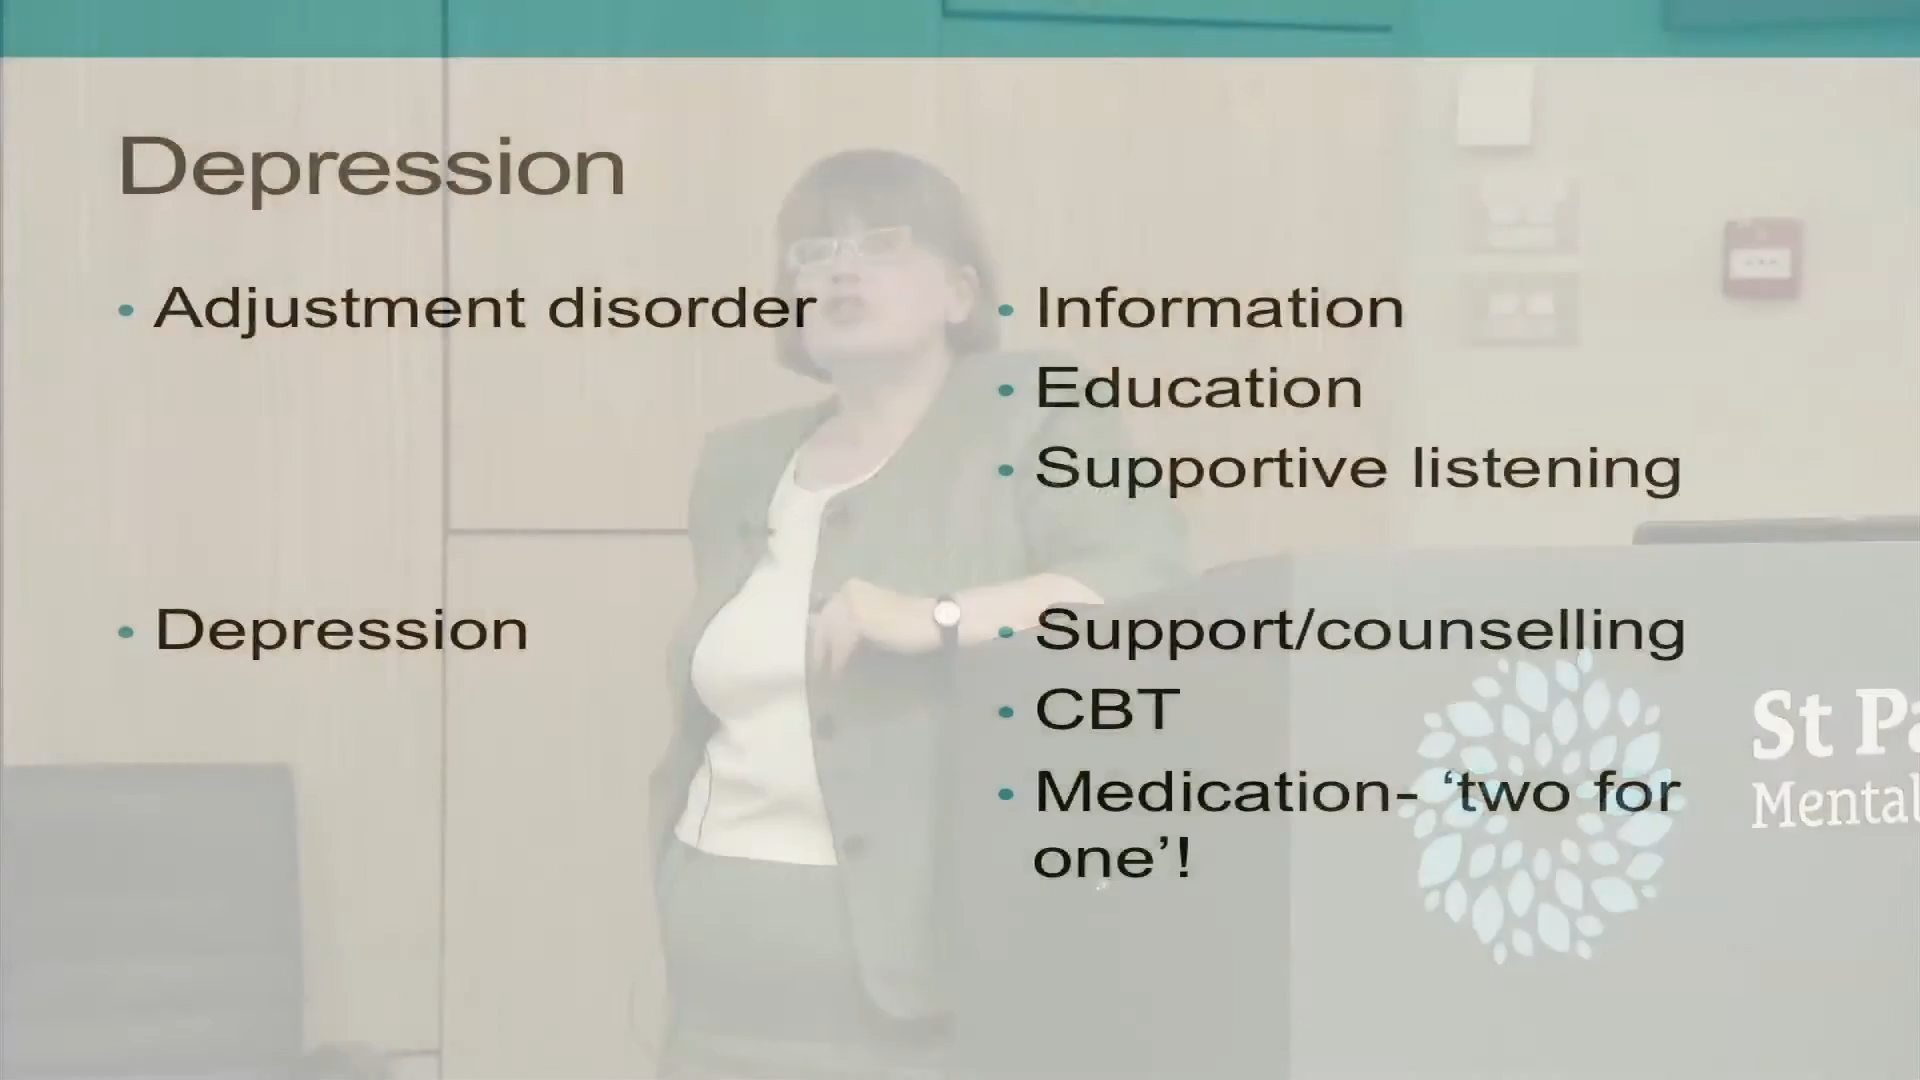 Depression
• Adjustment disorder
• Information
• Education
• Supportive listening
• Depression
• Support/counselling
• CBT
• Medication- ‘two for
one’!
St Pa
Mental